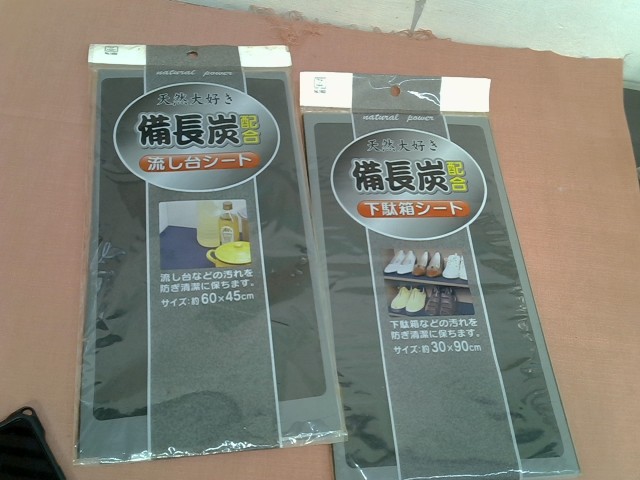 natural power
天然大好き
備長炭
配合
流し台シート
流し台などの汚れを
防ぎ清潔に保ちます。
サイズ:約60×45cm
natural power
天然大好き
備長炭
配合
下駄箱シート
下駄箱などの汚れを
防ぎ清潔に保ちます。
サイズ:約30×90cm